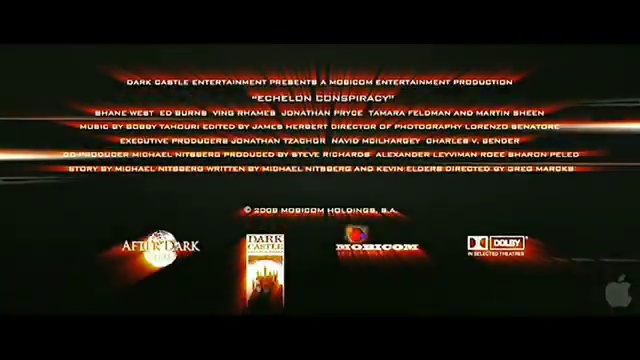 DARK CASTLE ENTERTAINMENT PRESENTS A MOBICOM ENTERTAINMENT PRODUCTION
"ECHELON CONSPIRACY"
SHANE WEST ED BURNS VING RHAMES JONATHAN PRYCE TAMARA FELDMAN AND MARTIN SHEEN
MUSIC BY BOBBY TAHOURI EDITED BY JAMES HERBERT DIRECTOR OF PHOTOGRAPHY LORENZO SENATORE
EXECUTIVE PRODUCERS JONATHAN TZACHOR NAVID MCILHARGEY CHARLES V. BENDER
CO-PRODUCER MICHAEL NITSBERG PRODUCED BY STEVE RICHARDS ALEXANDER LEYVIMAN ROEE SHARON PELED
STORY BY MICHAEL NITSBERG WRITTEN BY MICHAEL NITSBERG AND KEVIN ELDERS DIRECTED BY GREG MARCKS
MOBICOM HOLDINGS, S.A.
AFTER DARK
DARK CASTLE
MOBICOM
DOLBY
IN SELECTED THEATRES